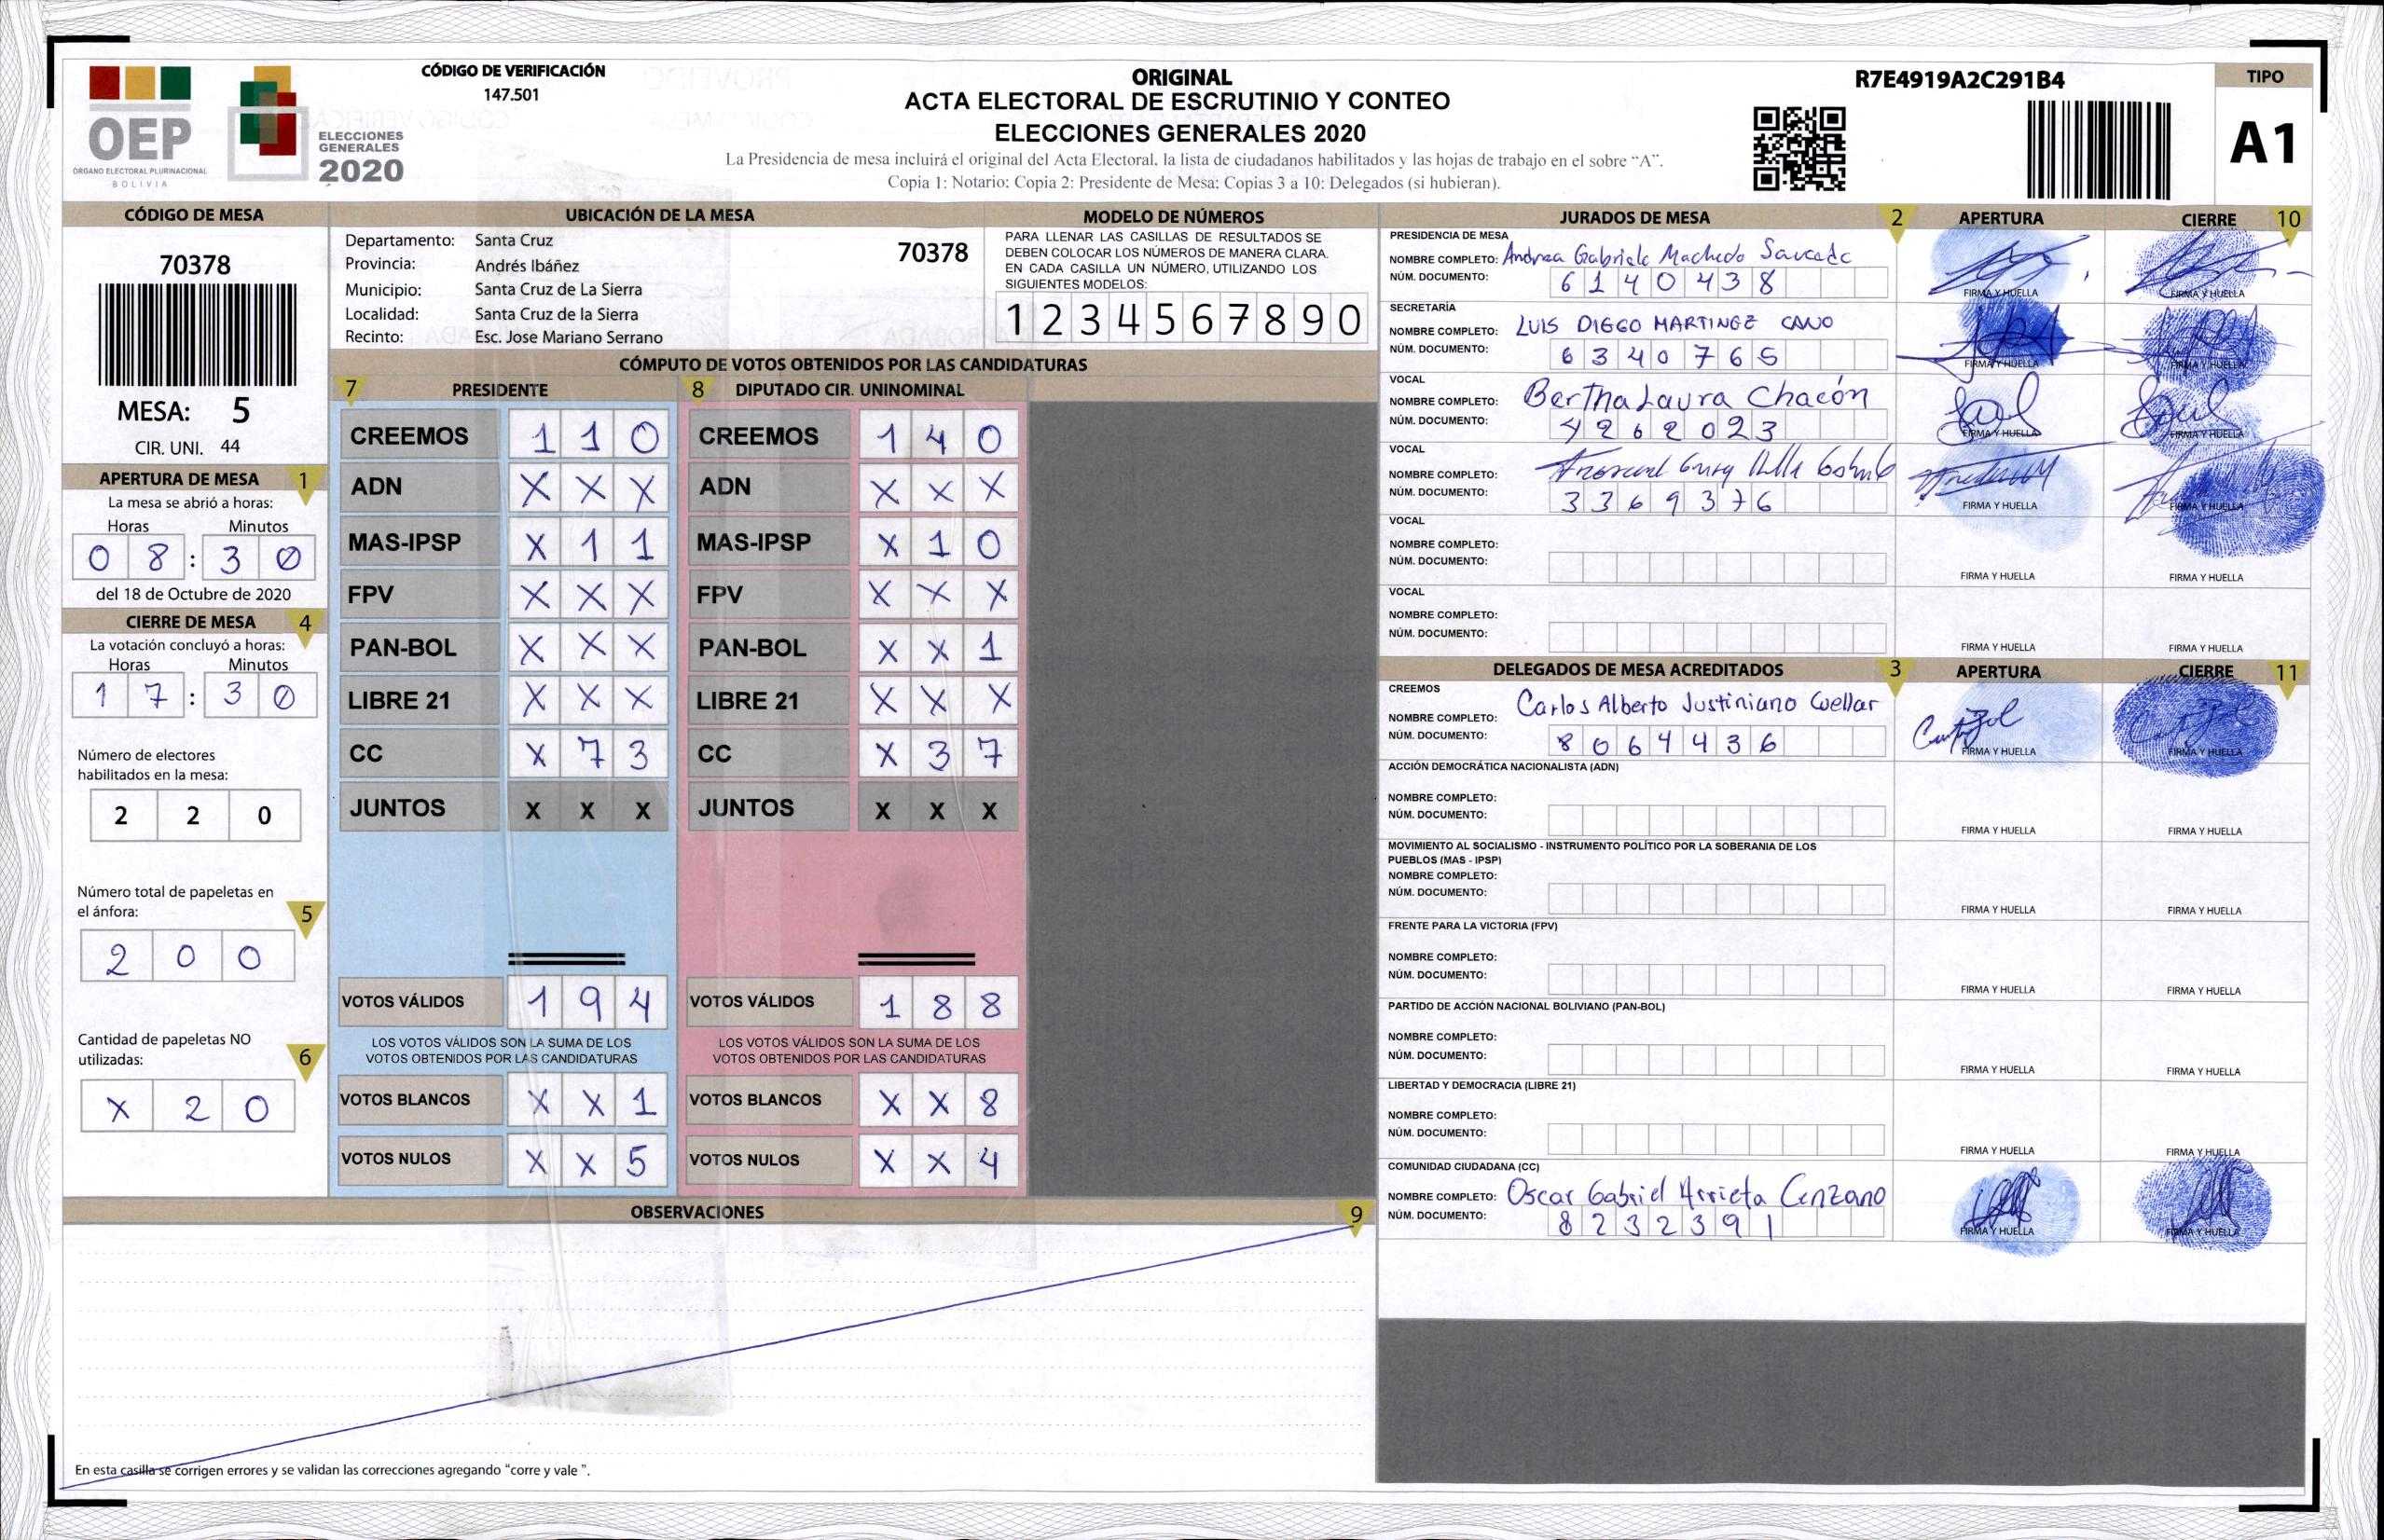 CÓDIGO DE VERIFICACIÓN
147.501
OEP
ÓRGANO ELECTORAL PLURINACIONAL
BOLIVIA
ELECCIONES
GENERALES
2020
ORIGINAL
ACTA ELECTORAL DE ESCRUTINIO Y CONTEO
ELECCIONES GENERALES 2020
La Presidencia de mesa incluirá el original del Acta Electoral, la lista de ciudadanos habilitados y las hojas de trabajo en el sobre “A”.
Copia 1: Notario; Copia 2: Presidente de Mesa; Copias 3 a 10: Delegados (si hubieran).
R7E4919A2C291B4
TIPO
A1
CÓDIGO DE MESA
70378
MESA: 5
CIR. UNI. 44
APERTURA DE MESA 1
La mesa se abrió a horas:
Horas Minutos
0 8 : 3 0
del 18 de Octubre de 2020
CIERRE DE MESA 4
La votación concluyó a horas:
Horas Minutos
1 7 : 3 0
Número de electores
habilitados en la mesa:
2 2 0
Número total de papeletas en
el ánfora: 5
2 0 0
Cantidad de papeletas NO
utilizadas: 6
X 2 0
UBICACIÓN DE LA MESA
Departamento: Santa Cruz 70378
Provincia: Andrés Ibáñez
Municipio: Santa Cruz de La Sierra
Localidad: Santa Cruz de la Sierra
Recinto: Esc. Jose Mariano Serrano
MODELO DE NÚMEROS
PARA LLENAR LAS CASILLAS DE RESULTADOS SE
DEBEN COLOCAR LOS NÚMEROS DE MANERA CLARA.
EN CADA CASILLA UN NÚMERO, UTILIZANDO LOS
SIGUIENTES MODELOS:
1 2 3 4 5 6 7 8 9 0
CÓMPUTO DE VOTOS OBTENIDOS POR LAS CANDIDATURAS
7 PRESIDENTE 8 DIPUTADO CIR. UNINOMINAL
CREEMOS 1 1 0 CREEMOS 1 4 0
ADN X X X ADN X X X
MAS-IPSP X 1 1 MAS-IPSP X 1 0
FPV X X X FPV X X X
PAN-BOL X X X PAN-BOL X X 1
LIBRE 21 X X X LIBRE 21 X X X
CC X 7 3 CC X 3 7
JUNTOS X X X JUNTOS X X X
VOTOS VÁLIDOS 1 9 4 VOTOS VÁLIDOS 1 8 8
LOS VOTOS VÁLIDOS SON LA SUMA DE LOS LOS VOTOS VÁLIDOS SON LA SUMA DE LOS
VOTOS OBTENIDOS POR LAS CANDIDATURAS VOTOS OBTENIDOS POR LAS CANDIDATURAS
VOTOS BLANCOS X X 1 VOTOS BLANCOS X X 8
VOTOS NULOS X X 5 VOTOS NULOS X X 4
OBSERVACIONES 9
En esta casilla se corrigen errores y se validan las correcciones agregando “corre y vale ”.
JURADOS DE MESA 2 APERTURA CIERRE 10
PRESIDENCIA DE MESA
NOMBRE COMPLETO: Andrea Gabriela Machado Saucedo
NÚM. DOCUMENTO: 6 1 4 0 4 3 8
FIRMA Y HUELLA FIRMA Y HUELLA
SECRETARÍA
NOMBRE COMPLETO: LUIS DIEGO MARTINEZ CANO
NÚM. DOCUMENTO: 6 3 4 0 7 6 5
FIRMA Y HUELLA FIRMA Y HUELLA
VOCAL
NOMBRE COMPLETO: Bertha Laura Chacón
NÚM. DOCUMENTO: 4 2 6 2 0 2 3
FIRMA Y HUELLA FIRMA Y HUELLA
VOCAL
NOMBRE COMPLETO:
NÚM. DOCUMENTO: 3 3 6 9 3 7 6
FIRMA Y HUELLA FIRMA Y HUELLA
VOCAL
NOMBRE COMPLETO:
NÚM. DOCUMENTO:
FIRMA Y HUELLA FIRMA Y HUELLA
VOCAL
NOMBRE COMPLETO:
NÚM. DOCUMENTO:
FIRMA Y HUELLA FIRMA Y HUELLA
DELEGADOS DE MESA ACREDITADOS 3 APERTURA CIERRE 11
CREEMOS
NOMBRE COMPLETO: Carlos Alberto Justiniano Cuellar
NÚM. DOCUMENTO: 8 0 6 4 4 3 6
FIRMA Y HUELLA FIRMA Y HUELLA
ACCIÓN DEMOCRÁTICA NACIONALISTA (ADN)
NOMBRE COMPLETO:
NÚM. DOCUMENTO:
FIRMA Y HUELLA FIRMA Y HUELLA
MOVIMIENTO AL SOCIALISMO - INSTRUMENTO POLÍTICO POR LA SOBERANIA DE LOS
PUEBLOS (MAS - IPSP)
NOMBRE COMPLETO:
NÚM. DOCUMENTO:
FIRMA Y HUELLA FIRMA Y HUELLA
FRENTE PARA LA VICTORIA (FPV)
NOMBRE COMPLETO:
NÚM. DOCUMENTO:
FIRMA Y HUELLA FIRMA Y HUELLA
PARTIDO DE ACCIÓN NACIONAL BOLIVIANO (PAN-BOL)
NOMBRE COMPLETO:
NÚM. DOCUMENTO:
FIRMA Y HUELLA FIRMA Y HUELLA
LIBERTAD Y DEMOCRACIA (LIBRE 21)
NOMBRE COMPLETO:
NÚM. DOCUMENTO:
FIRMA Y HUELLA FIRMA Y HUELLA
COMUNIDAD CIUDADANA (CC)
NOMBRE COMPLETO: Oscar Gabriel Arrieta Cenzano
NÚM. DOCUMENTO: 8 2 3 2 3 9 1
FIRMA Y HUELLA FIRMA Y HUELLA